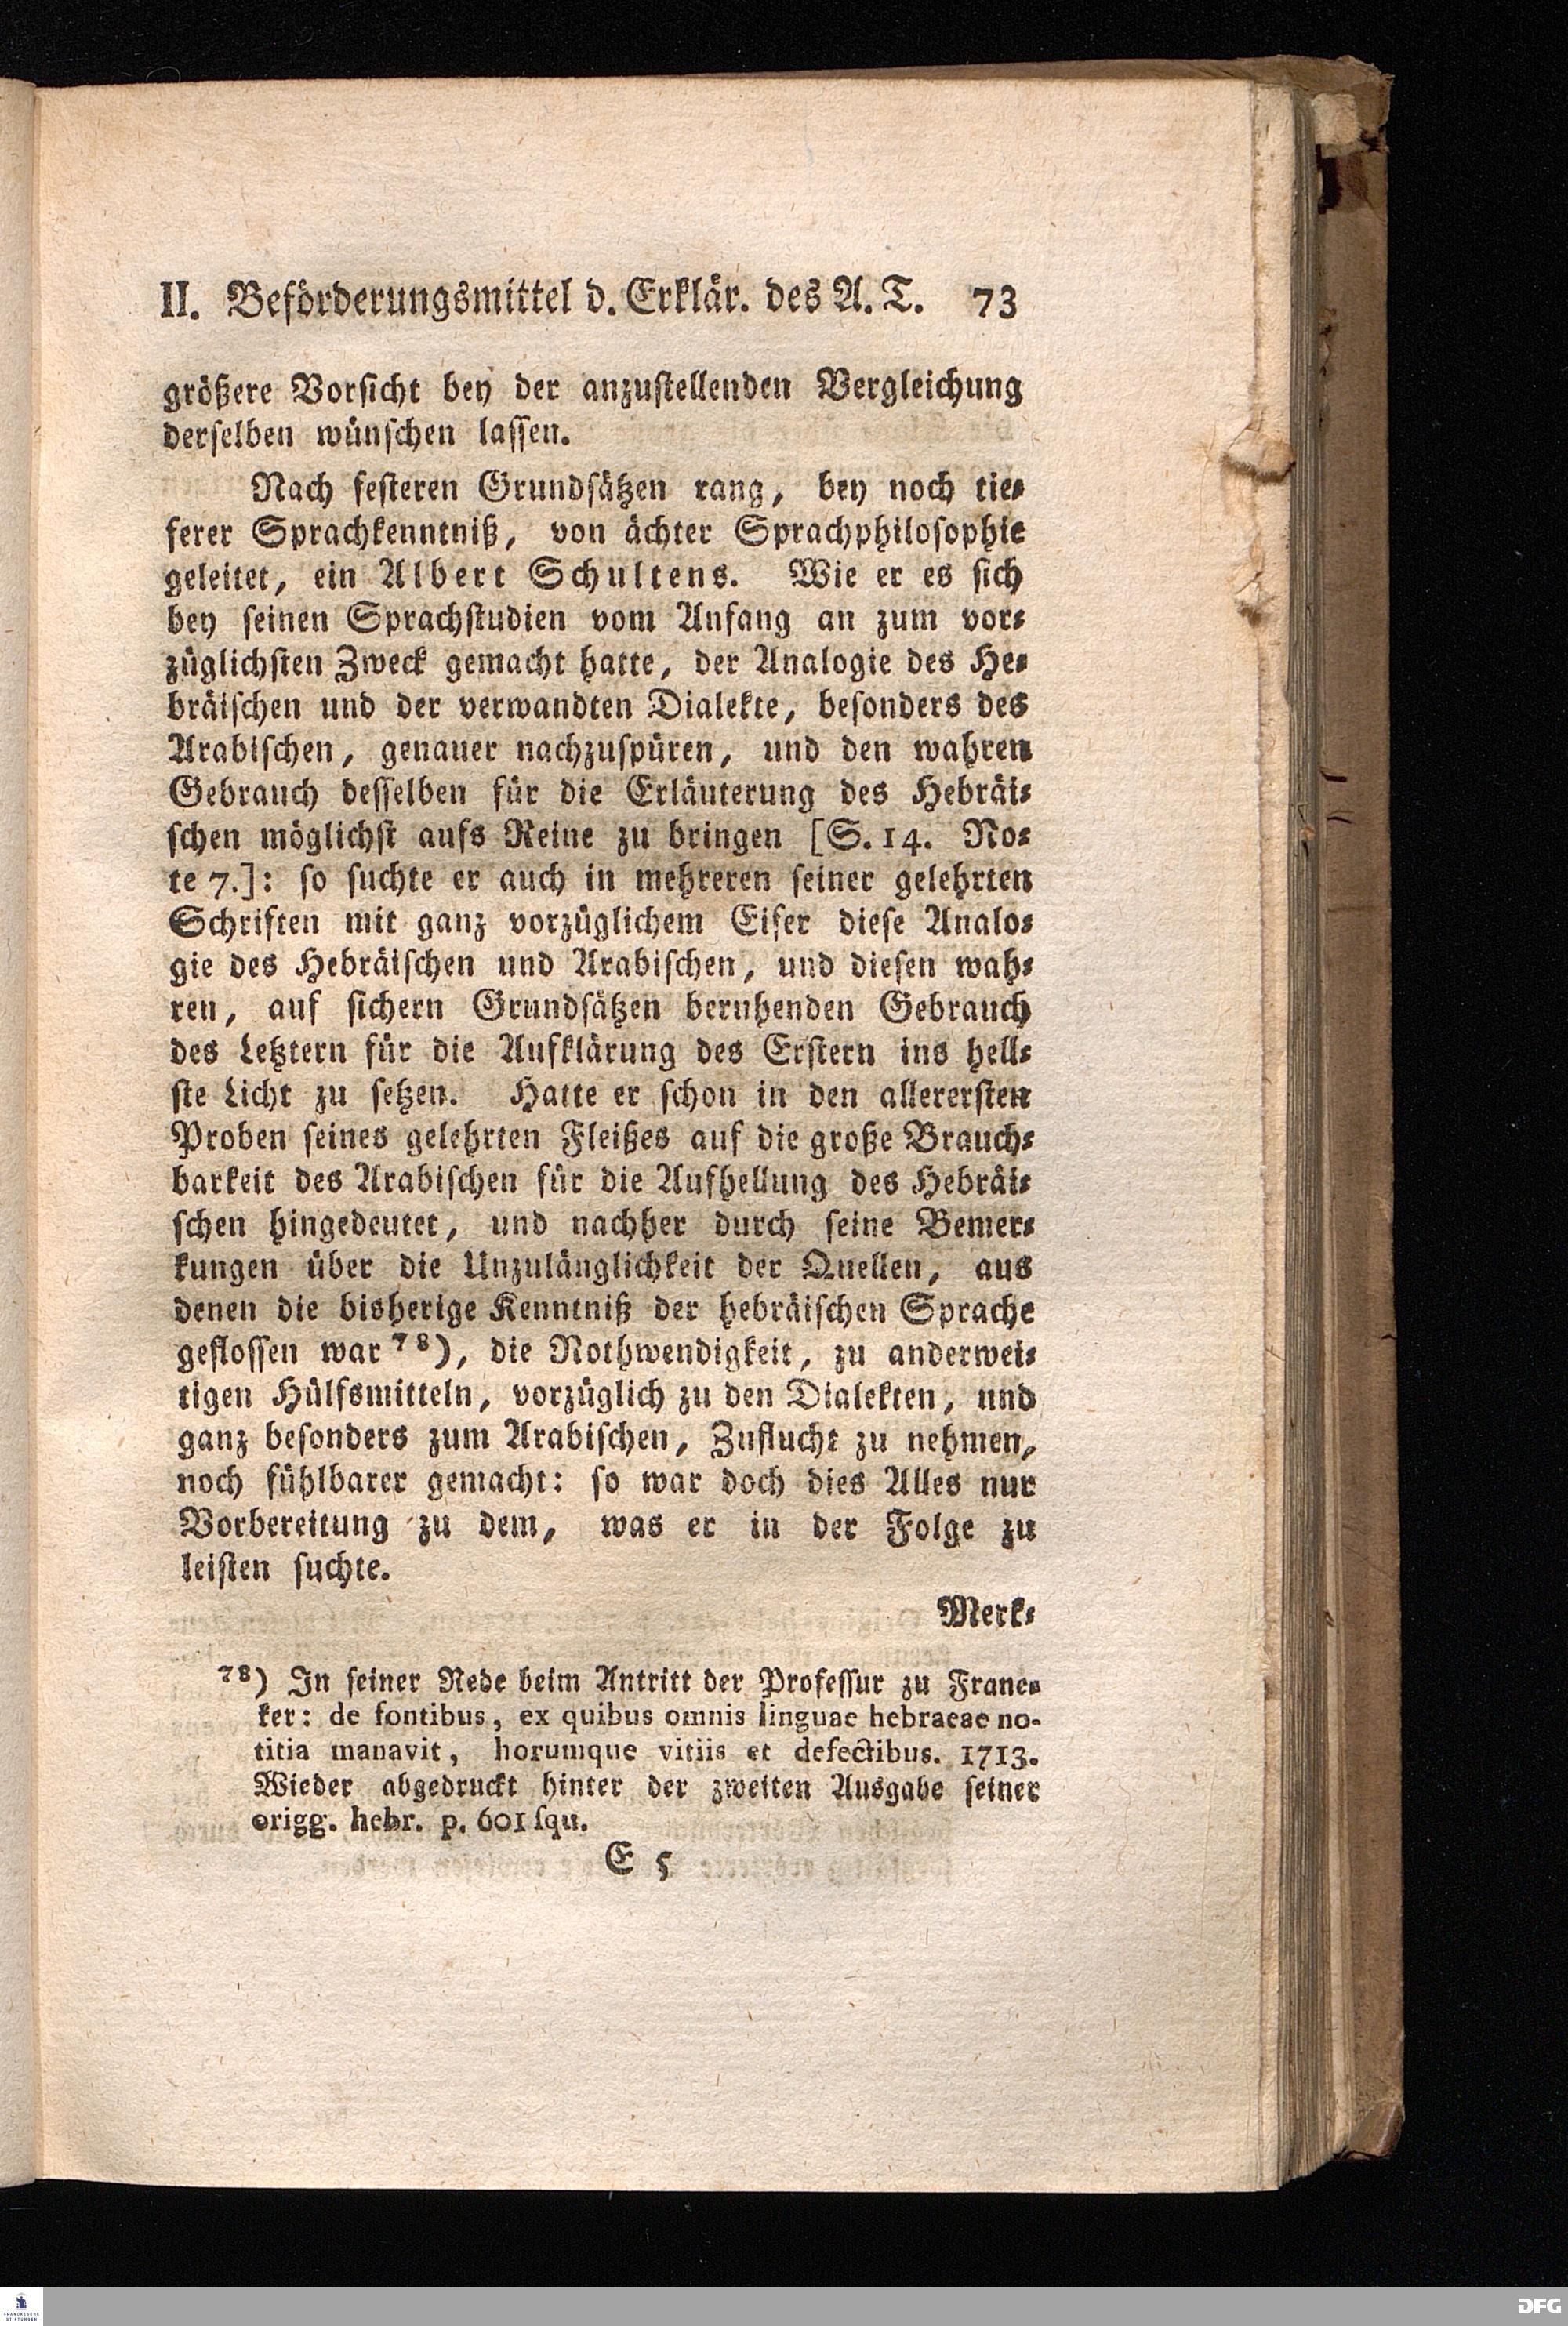 II. Beförderungsmittel d. Erklär. des A. T. 73
größere Vorsicht bey der anzustellenden Vergleichung
derselben wünschen lassen.
Nach festeren Grundsätzen rang, bey noch tie-
ferer Sprachkenntniß, von ächter Sprachphilosophie
geleitet, ein Albert Schultens. Wie er es sich
bey seinen Sprachstudien vom Anfang an zum vor-
züglichsten Zweck gemacht hatte, der Analogie des He-
bräischen und der verwandten Dialekte, besonders des
Arabischen, genauer nachzuspüren, und den wahren
Gebrauch desselben für die Erläuterung des Hebräi-
schen möglichst aufs Reine zu bringen [S. 14. No-
te 7.]: so suchte er auch in mehreren seiner gelehrten
Schriften mit ganz vorzüglichem Eifer diese Analo-
gie des Hebräischen und Arabischen, und diesen wah-
ren, auf sichern Grundsätzen beruhenden Gebrauch
des Letztern für die Aufklärung des Erstern ins hell-
ste Licht zu setzen. Hatte er schon in den allerersten
Proben seines gelehrten Fleißes auf die große Brauch-
barkeit des Arabischen für die Aufhellung des Hebräi-
schen hingedeutet, und nachher durch seine Bemer-
kungen über die Unzulänglichkeit der Quellen, aus
denen die bisherige Kenntniß der hebräischen Sprache
geflossen war 78), die Nothwendigkeit, zu anderwei-
tigen Hülfsmitteln, vorzüglich zu den Dialekten, und
ganz besonders zum Arabischen, Zuflucht zu nehmen,
noch fühlbarer gemacht: so war doch dies Alles nur
Vorbereitung zu dem, was er in der Folge zu
leisten suchte.
Merk-
78) In seiner Rede beim Antritt der Professur zu Frane-
ker: de fontibus, ex quibus omnis linguae hebraeae no-
titia manavit, horumque vitiis et defectibus. 1713.
Wieder abgedruckt hinter der zweiten Ausgabe seiner
origg. hebr. p. 601 squ.
E 5
FRANCKESCHE
STIFTUNGEN
DFG